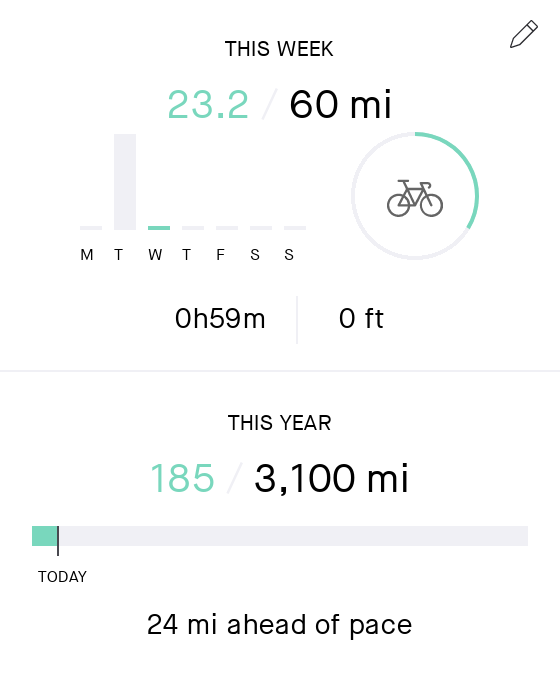 THIS WEEK
23.2 / 60 mi
M T W T F S S
0h59m 0 ft
THIS YEAR
185 / 3,100 mi
TODAY
24 mi ahead of pace